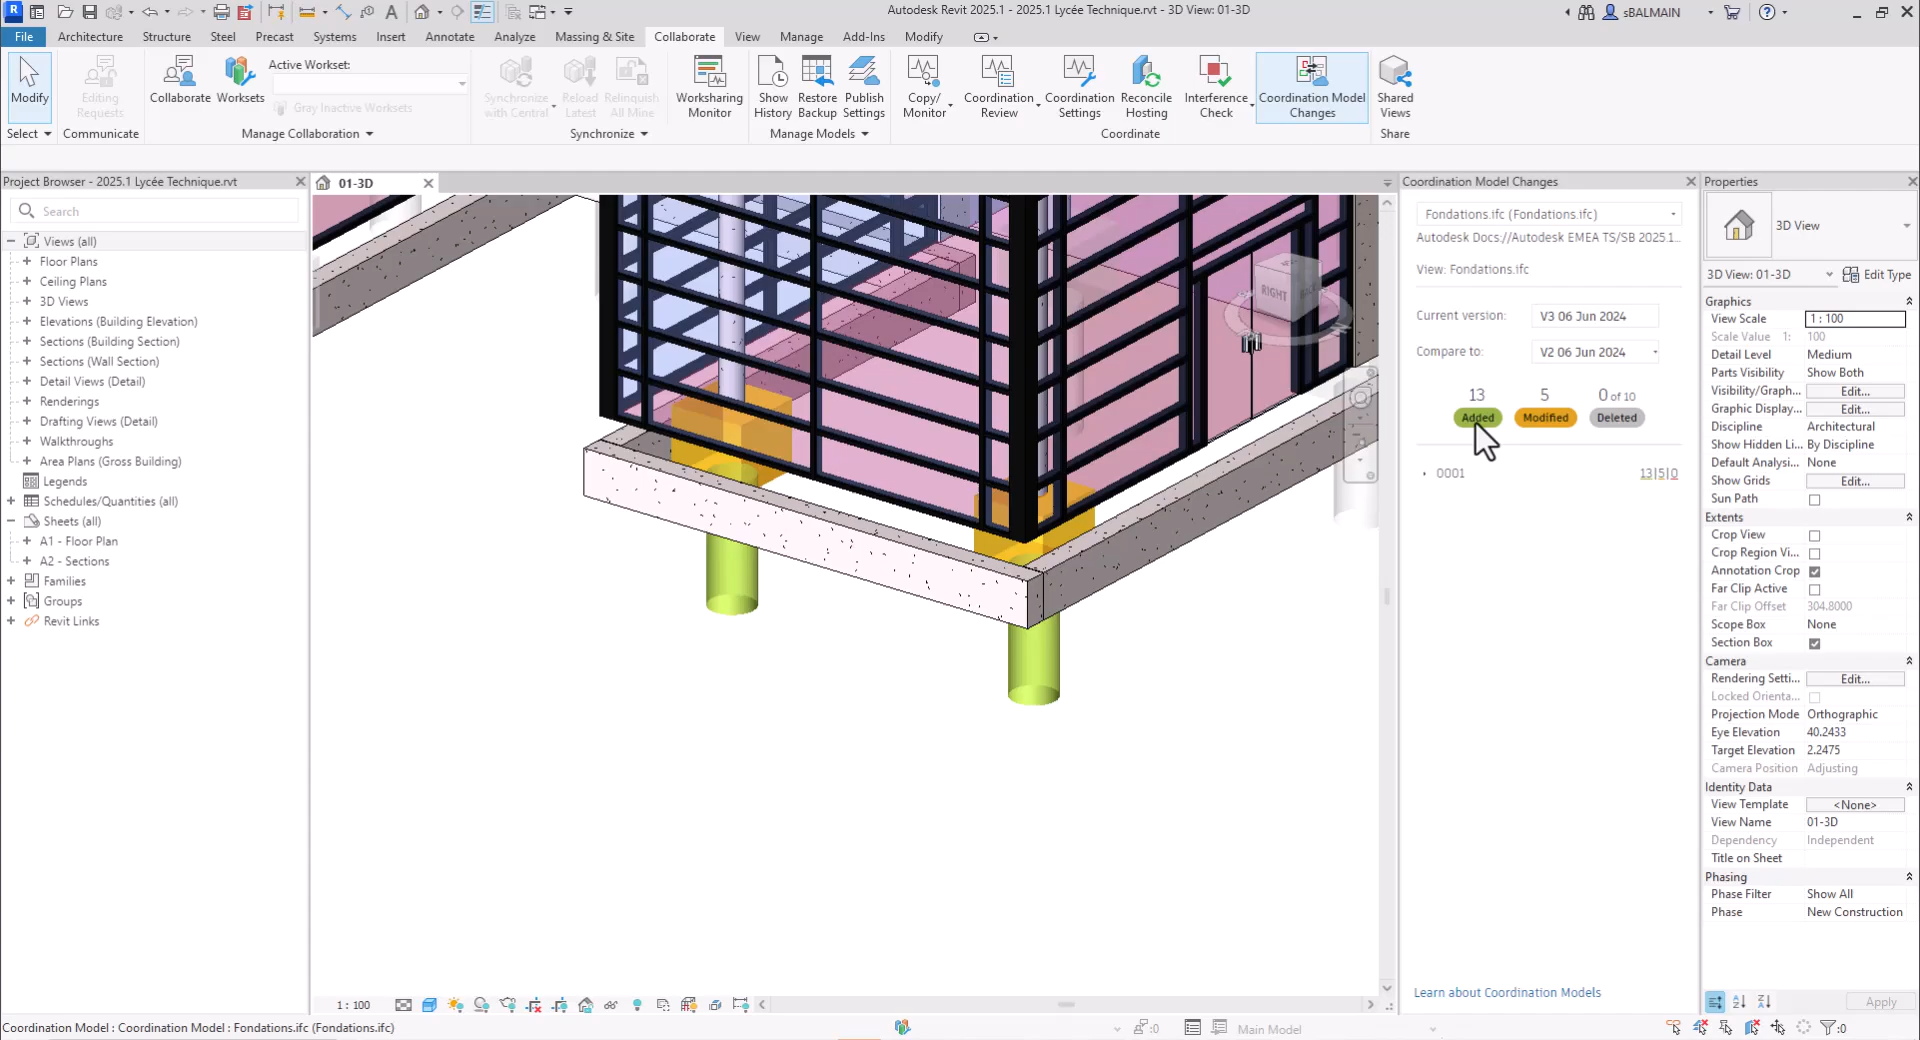 R
Autodesk Revit 2025.1 - 2025.1 Lycée Technique.rvt - 3D View: 01-3D
sBALMAIN
File
Architecture
Structure
Steel
Precast
Systems
Insert
Annotate
Analyze
Massing & Site
Collaborate
View
Manage
Add-Ins
Modify
Modify
Select
Editing
Requests
Communicate
Collaborate
Worksets
Active Workset:
Gray Inactive Worksets
Manage Collaboration
Synchronize
with Central
Reload
Latest
Relinquish
All Mine
Synchronize
Worksharing
Monitor
Show
History
Restore
Backup
Publish
Settings
Manage Models
Copy/
Monitor
Coordination
Review
Coordination
Settings
Reconcile
Hosting
Interference
Check
Coordination Model
Changes
Coordinate
Shared
Views
Share
Project Browser - 2025.1 Lycée Technique.rvt
Search
Views (all)
Floor Plans
Ceiling Plans
3D Views
Elevations (Building Elevation)
Sections (Building Section)
Sections (Wall Section)
Detail Views (Detail)
Renderings
Drafting Views (Detail)
Walkthroughs
Area Plans (Gross Building)
Legends
Schedules/Quantities (all)
Sheets (all)
A1 - Floor Plan
A2 - Sections
Families
Groups
Revit Links
01-3D
RIGHT
1 : 100
Coordination Model Changes
Fondations.ifc (Fondations.ifc)
Autodesk Docs://Autodesk EMEA TS/SB 2025.1...
View: Fondations.ifc
Current version:
V3 06 Jun 2024
Compare to:
V2 06 Jun 2024
13
5
0 of 10
Added
Modified
Deleted
0001
13|5|0
Learn about Coordination Models
Properties
3D View
3D View: 01-3D
Edit Type
Graphics
View Scale
1 : 100
Scale Value 1:
100
Detail Level
Medium
Parts Visibility
Show Both
Visibility/Graph...
Edit...
Graphic Display...
Edit...
Discipline
Architectural
Show Hidden Li...
By Discipline
Default Analysi...
None
Show Grids
Edit...
Sun Path
Extents
Crop View
Crop Region Vi...
Annotation Crop
Far Clip Active
Far Clip Offset
304.8000
Scope Box
None
Section Box
Camera
Rendering Setti...
Edit...
Locked Orienta...
Projection Mode
Orthographic
Eye Elevation
40.2433
Target Elevation
2.2475
Camera Position
Adjusting
Identity Data
View Template
<None>
View Name
01-3D
Dependency
Independent
Title on Sheet
Phasing
Phase Filter
Show All
Phase
New Construction
Apply
Coordination Model : Coordination Model : Fondations.ifc (Fondations.ifc)
:0
Main Model
:0